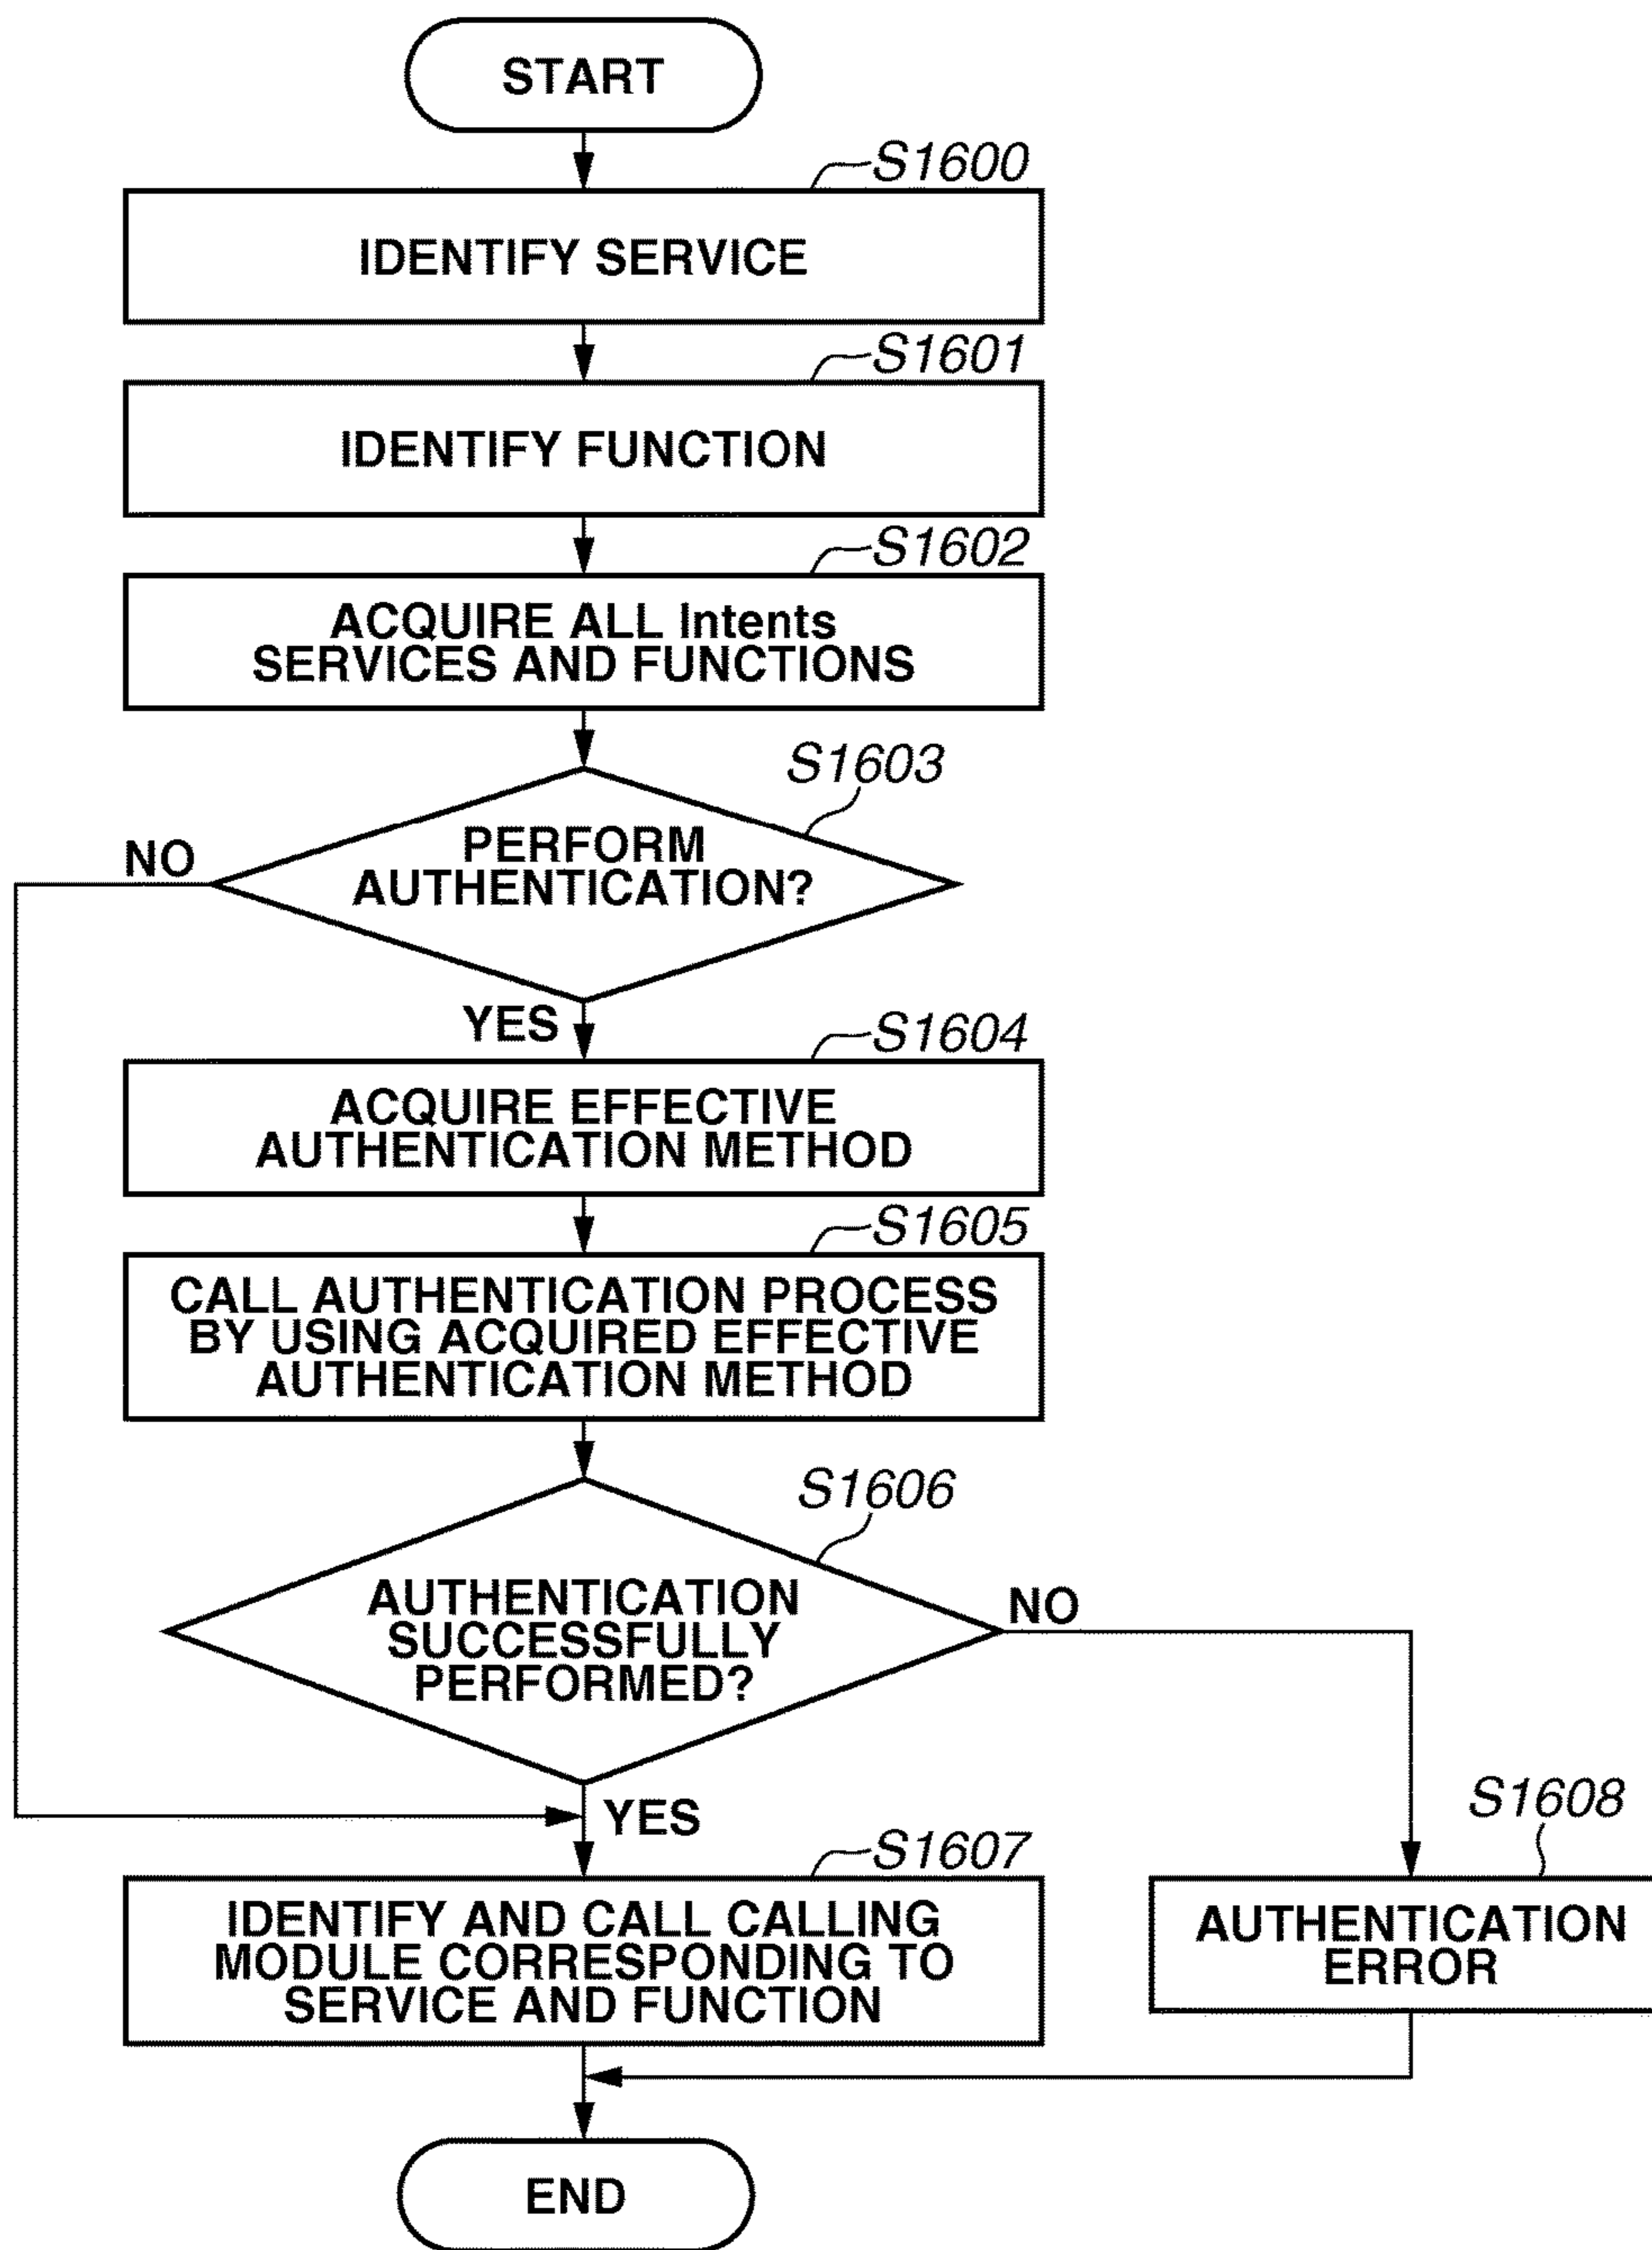 START
S1600
IDENTIFY SERVICE
S1601
IDENTIFY FUNCTION
S1602
ACQUIRE ALL Intents
SERVICES AND FUNCTIONS
S1603
PERFORM
AUTHENTICATION?
NO
YES
S1604
ACQUIRE EFFECTIVE
AUTHENTICATION METHOD
S1605
CALL AUTHENTICATION PROCESS
BY USING ACQUIRED EFFECTIVE
AUTHENTICATION METHOD
S1606
AUTHENTICATION
SUCCESSFULLY
PERFORMED?
NO
YES
S1607
IDENTIFY AND CALL CALLING
MODULE CORRESPONDING TO
SERVICE AND FUNCTION
S1608
AUTHENTICATION
ERROR
END